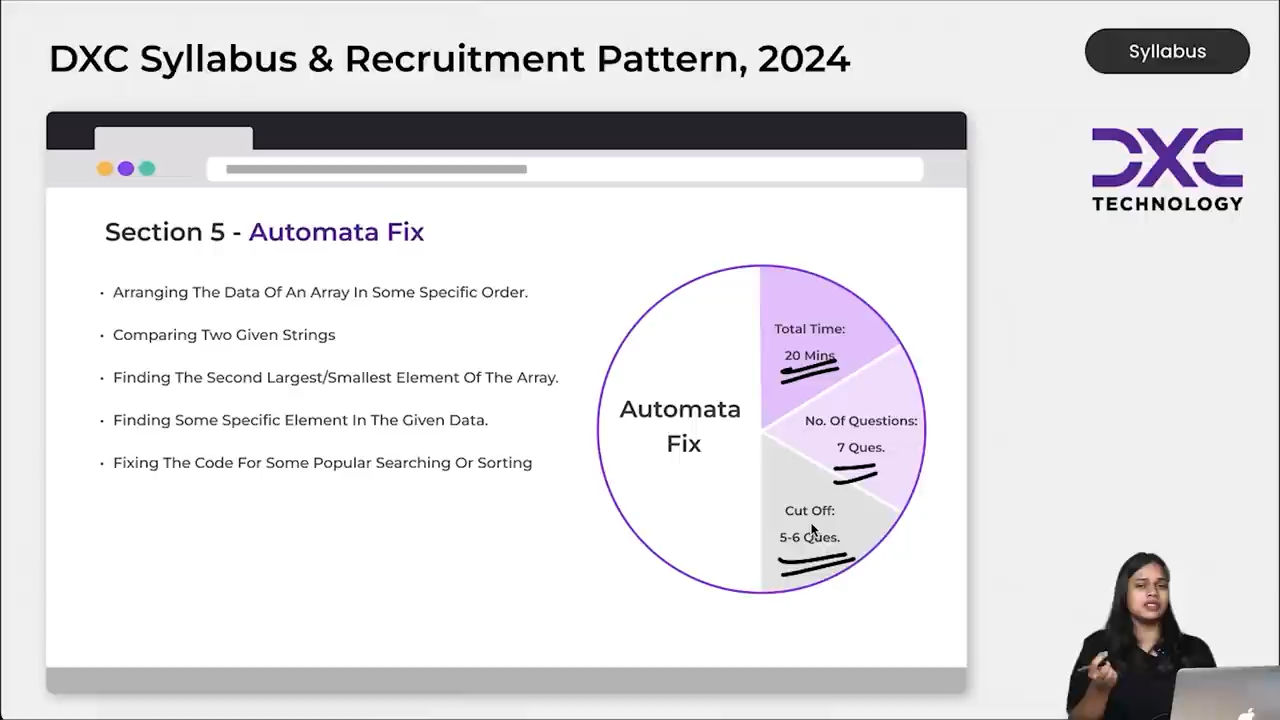 DXC Syllabus & Recruitment Pattern, 2024
Syllabus
DXC
TECHNOLOGY
Section 5 - Automata Fix
• Arranging The Data Of An Array In Some Specific Order.
• Comparing Two Given Strings
• Finding The Second Largest/Smallest Element Of The Array.
• Finding Some Specific Element In The Given Data.
• Fixing The Code For Some Popular Searching Or Sorting
Automata
Fix
Total Time:
20 Mins
No. Of Questions:
7 Ques.
Cut Off:
5-6 Ques.